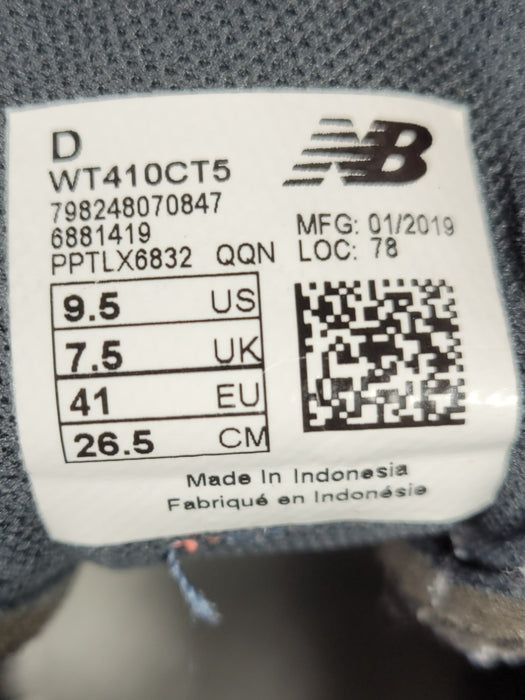 D
WT410CT5
798248070847
6881419
PPTLX6832 QQN
NB
MFG: 01/2019
LOC: 78
9.5 US
7.5 UK
41 EU
26.5 CM
Made In Indonesia
Fabriqué en Indonésie